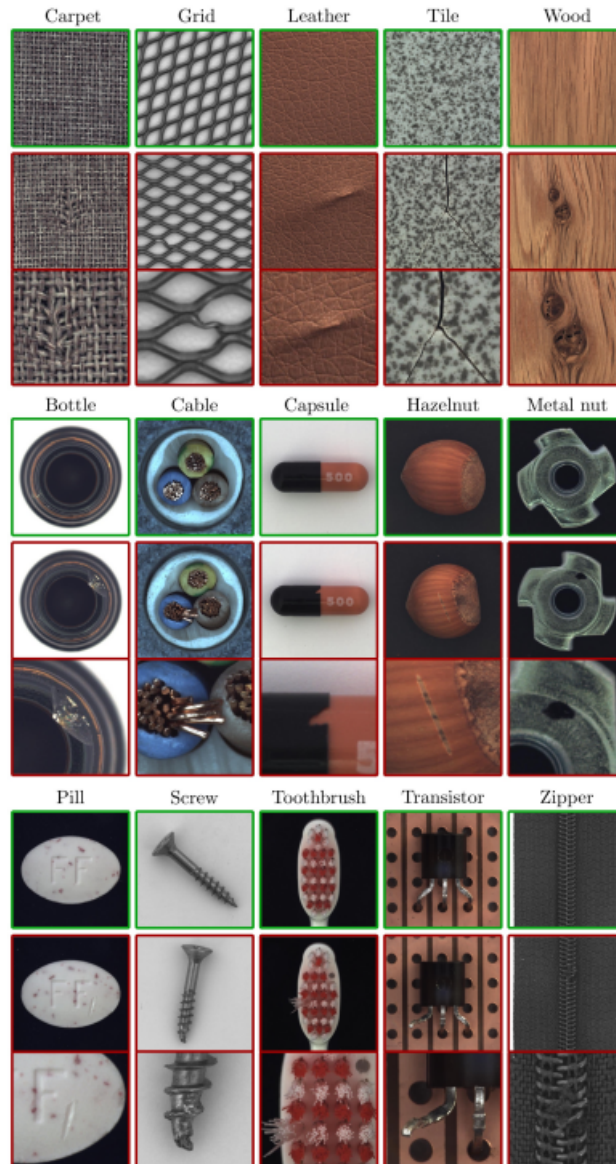 Carpet Grid Leather Tile Wood
Bottle Cable Capsule Hazelnut Metal nut
500
500
Pill Screw Toothbrush Transistor Zipper
FF
FF
F